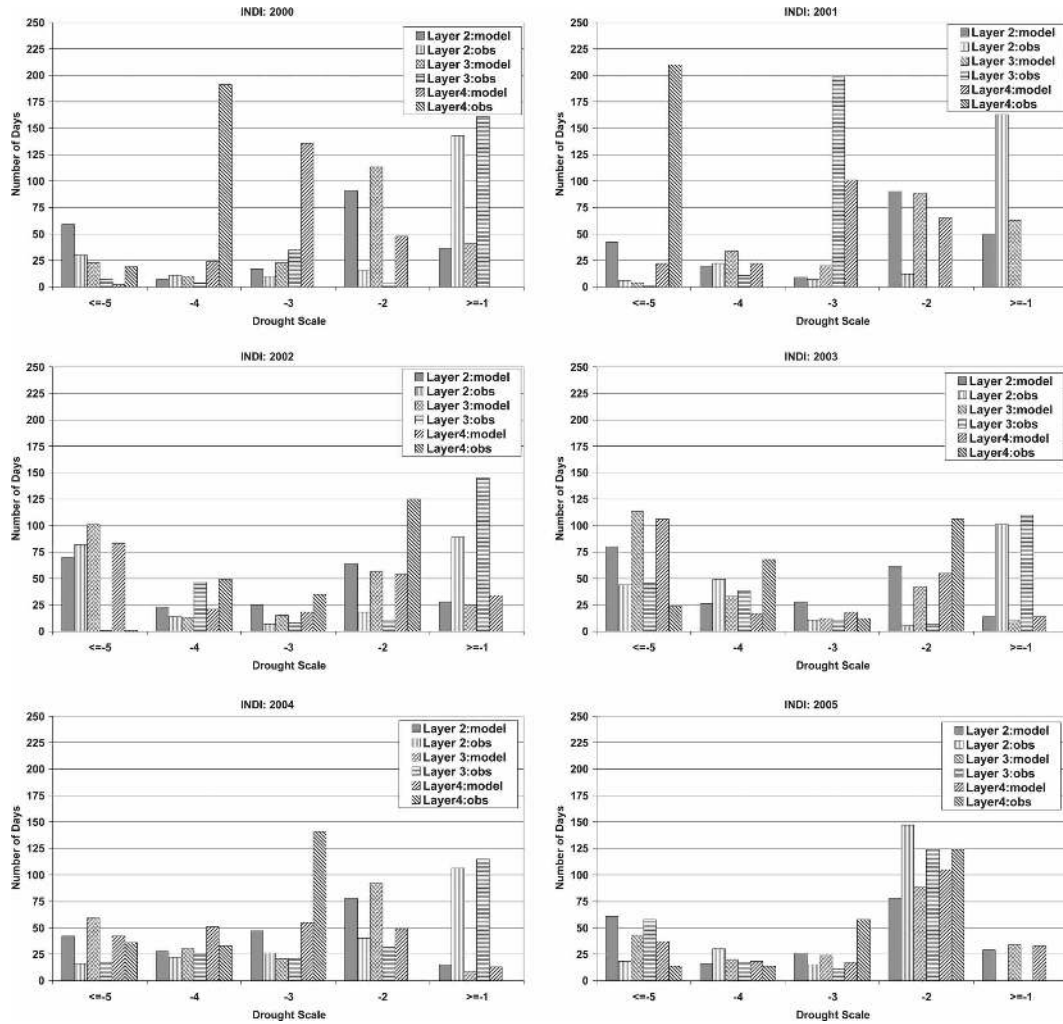 INDI: 2000
250
225
200
175
150
125
100
75
50
25
0
Number of Days
Layer 2:model
Layer 2:obs
Layer 3:model
Layer 3:obs
Layer4:model
Layer4:obs
<=-5 -4 -3 -2 >=-1
Drought Scale
INDI: 2001
250
225
200
175
150
125
100
75
50
25
0
Number of Days
Layer 2:model
Layer 2:obs
Layer 3:model
Layer 3:obs
Layer4:model
Layer4:obs
<=-5 -4 -3 -2 >=-1
Drought Scale
INDI: 2002
250
225
200
175
150
125
100
75
50
25
0
Number of Days
Layer 2:model
Layer 2:obs
Layer 3:model
Layer 3:obs
Layer4:model
Layer4:obs
<=-5 -4 -3 -2 >=-1
Drought Scale
INDI: 2003
250
225
200
175
150
125
100
75
50
25
0
Number of Days
Layer 2:model
Layer 2:obs
Layer 3:model
Layer 3:obs
Layer4:model
Layer4:obs
<=-5 -4 -3 -2 >=-1
Drought Scale
INDI: 2004
250
225
200
175
150
125
100
75
50
25
0
Number of Days
Layer 2:model
Layer 2:obs
Layer 3:model
Layer 3:obs
Layer4:model
Layer4:obs
<=-5 -4 -3 -2 >=-1
Drought Scale
INDI: 2005
250
225
200
175
150
125
100
75
50
25
0
Number of Days
Layer 2:model
Layer 2:obs
Layer 3:model
Layer 3:obs
Layer4:model
Layer4:obs
<=-5 -4 -3 -2 >=-1
Drought Scale